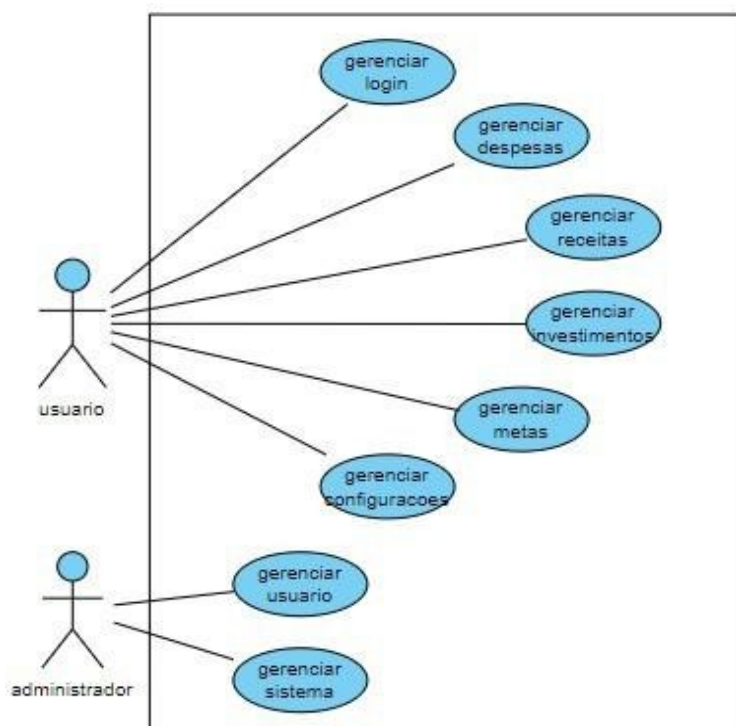 gerenciar
login
gerenciar
despesas
gerenciar
receitas
gerenciar
investimentos
usuario
gerenciar
metas
gerenciar
configuracoes
gerenciar
usuario
gerenciar
sistema
administrador